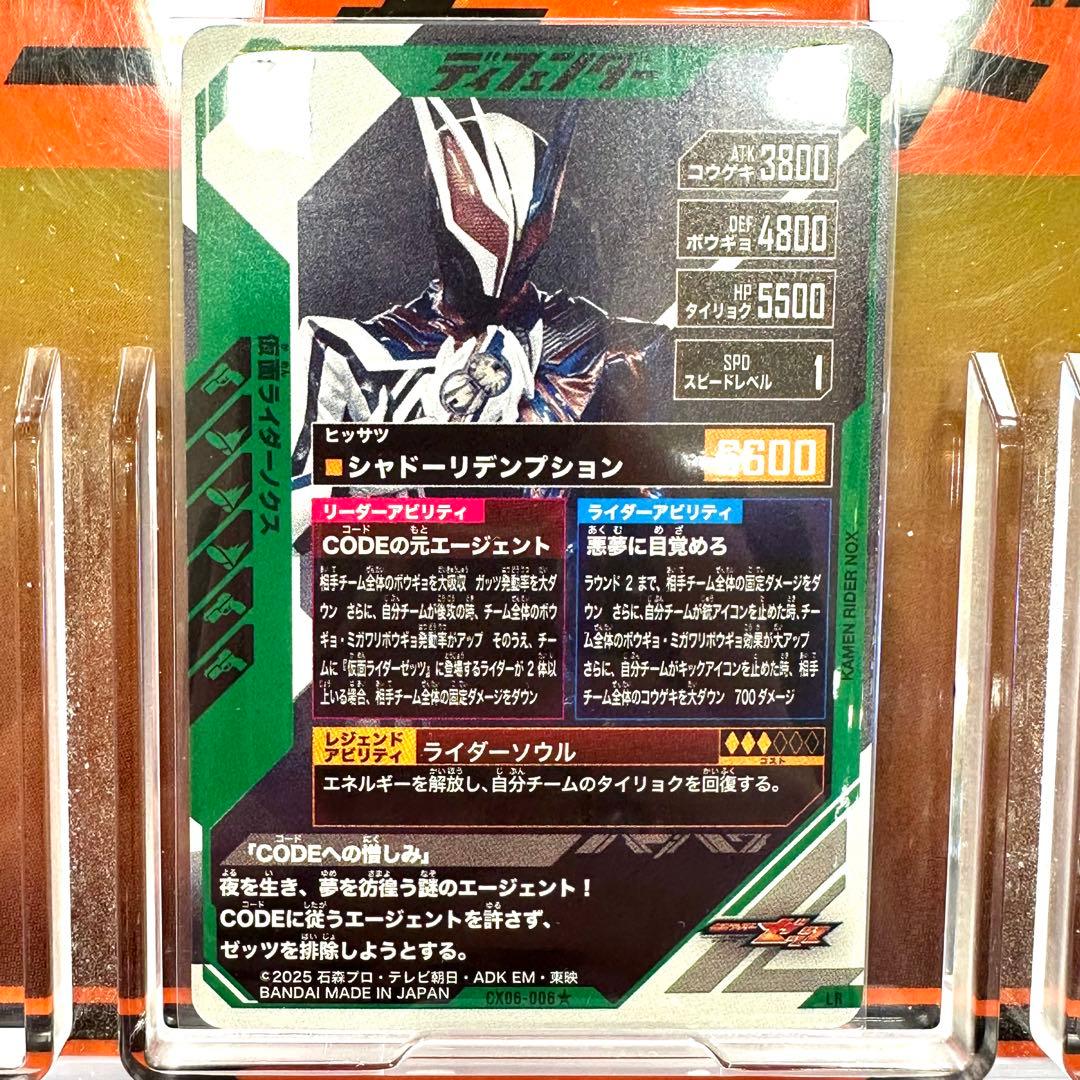 ディフェンダー
ATK
コウゲキ 3800
DEF
ボウギョ 4800
HP
タイリョク 5500
SPD
スピードレベル 1
仮面ライダーノクス
KAMEN RIDER NOX
ヒッサツ
シャドーリデンプション 6600
リーダーアビリティ
CODEの元エージェント
相手チーム全体のボウギョを大吸収 ガッツ発動率を大ダ
ウン さらに、自分チームが後攻の時、チーム全体のボウ
ギョ・ミガワリボウギョ発動率がアップ そのうえ、チー
ムに『仮面ライダーゼッツ』に登場するライダーが2体以
上いる場合、相手チーム全体の固定ダメージをダウン
ライダーアビリティ
悪夢に目覚めろ
ラウンド 2 まで、相手チーム全体の固定ダメージをダ
ウン さらに、自分チームが銃アイコンを止めた時、チー
ム全体のボウギョ・ミガワリボウギョ効果が大アップ
さらに、自分チームがキックアイコンを止めた時、相手
チーム全体のコウゲキを大ダウン 700ダメージ
レジェンド
アビリティ
ライダーソウル
コスト
エネルギーを解放し、自分チームのタイリョクを回復する。
「CODEへの憎しみ」
夜を生き、夢を彷徨う謎のエージェント！
CODEに従うエージェントを許さず、
ゼッツを排除しようとする。
©2025 石森プロ・テレビ朝日・ADK EM・東映
BANDAI MADE IN JAPAN
CX06-006★
LR